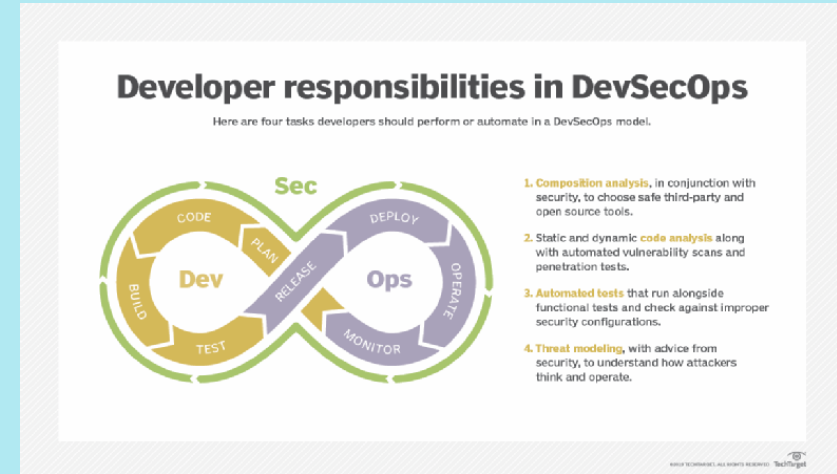 Developer responsibilities in DevSecOps
Here are four tasks developers should perform or automate in a DevSecOps model.
Sec
CODE
PLAN
DEPLOY
Dev
RELEASE
Ops
OPERATE
BUILD
TEST
MONITOR
1. Composition analysis, in conjunction with
security, to choose safe third-party and
open source tools.
2. Static and dynamic code analysis along
with automated vulnerability scans and
penetration tests.
3. Automated tests that run alongside
functional tests and check against improper
security configurations.
4. Threat modeling, with advice from
security, to understand how attackers
think and operate.
TECHTARGET, ALL RIGHTS RESERVED TechTarget